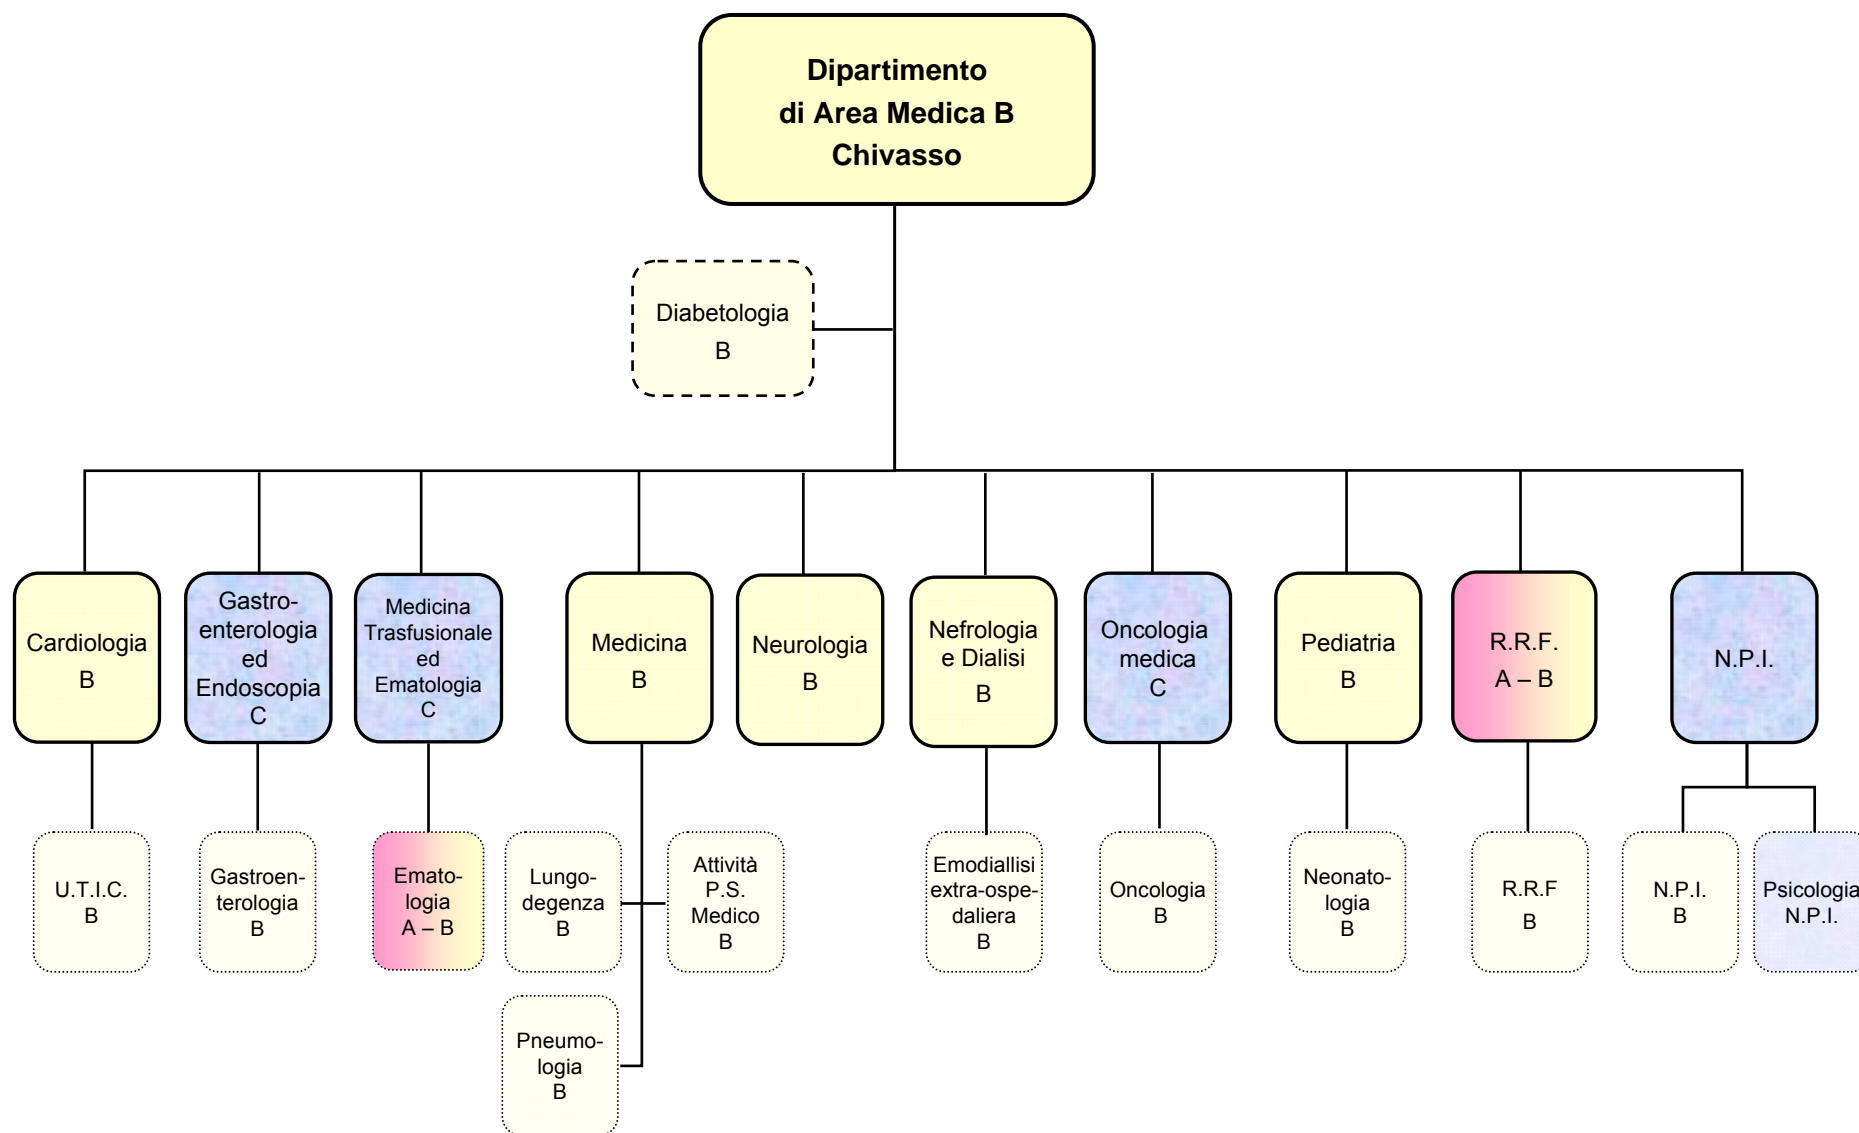 Dipartimento
di Area Medica B
Chivasso
Diabetologia
B
Cardiologia
B
Gastro-
enterologia
ed
Endoscopia
C
Medicina
Trasfusionale
ed
Ematologia
C
Medicina
B
Neurologia
B
Nefrologia
e Dialisi
B
Oncologia
medica
C
Pediatria
B
R.R.F.
A – B
N.P.I.
U.T.I.C.
B
Gastroen-
terologia
B
Emato-
logia
A – B
Lungo-
degenza
B
Attività
P.S.
Medico
B
Emodiallisi
extra-ospe-
daliera
B
Oncologia
B
Neonato-
logia
B
R.R.F
B
N.P.I.
B
Psicologia
N.P.I.
Pneumo-
logia
B